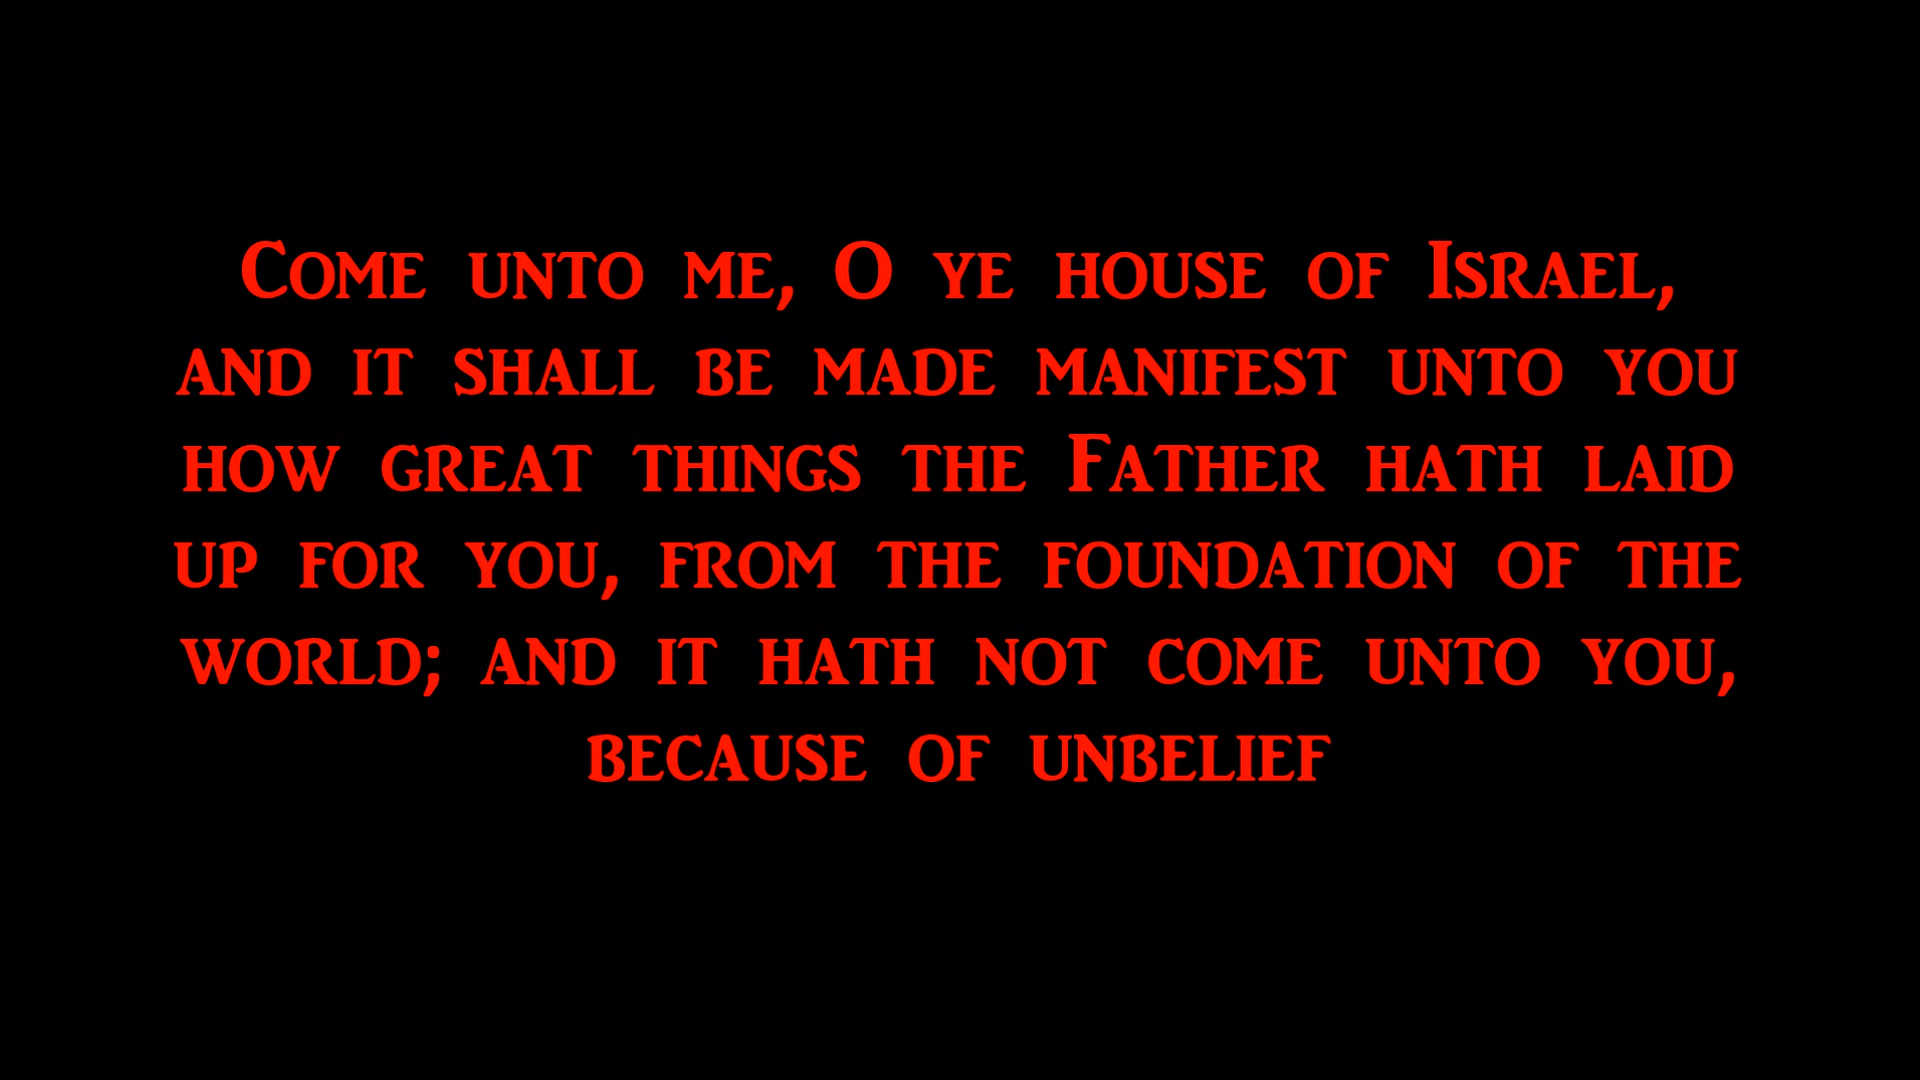 Come unto me, O ye house of Israel,
and it shall be made manifest unto you
how great things the Father hath laid
up for you, from the foundation of the
world; and it hath not come unto you,
because of unbelief